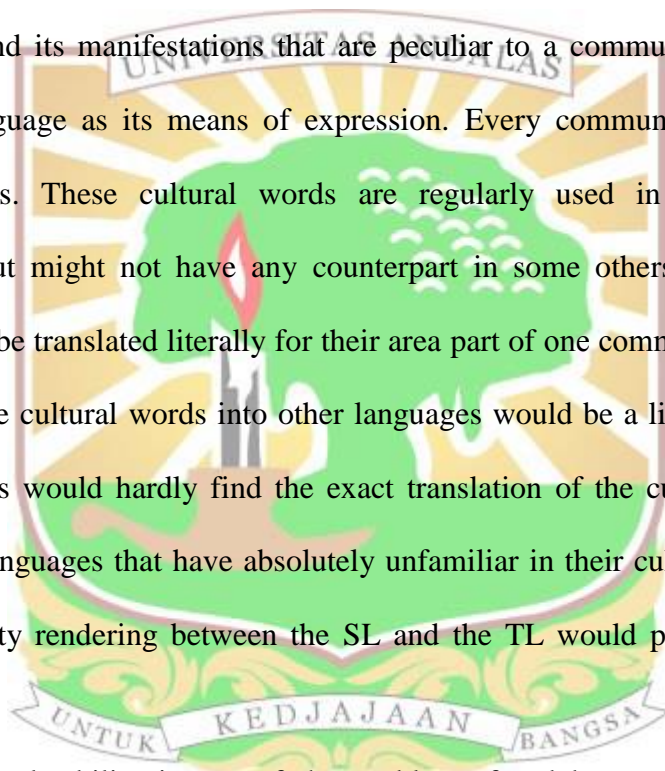 nd its manifestations that are peculiar to a commu
UNIVERSITAS ANDALAS
guage as its means of expression. Every commun
s. These cultural words are regularly used in
ut might not have any counterpart in some others
be translated literally for their area part of one comm
e cultural words into other languages would be a li
s would hardly find the exact translation of the cu
nguages that have absolutely unfamiliar in their cu
ty rendering between the SL and the TL would p
UNTUK KEDJAJAAN BANGSA